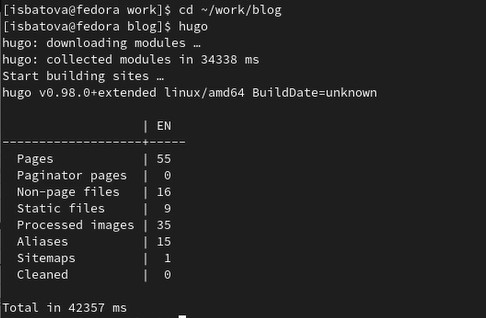 [isbatova@fedora work]$ cd ~/work/blog
[isbatova@fedora blog]$ hugo
hugo: downloading modules …
hugo: collected modules in 34338 ms
Start building sites …
hugo v0.98.0+extended linux/amd64 BuildDate=unknown
                   | EN
-------------------+-----
  Pages            | 55
  Paginator pages  |  0
  Non-page files   | 16
  Static files     |  9
  Processed images | 35
  Aliases          | 15
  Sitemaps         |  1
  Cleaned          |  0
Total in 42357 ms